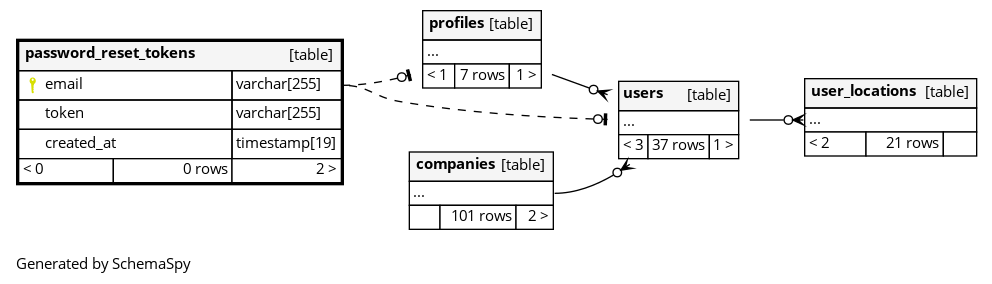 password_reset_tokens [table]
email varchar[255]
token varchar[255]
created_at timestamp[19]
< 0 0 rows 2 >
profiles [table]
...
< 1 7 rows 1 >
companies [table]
...
101 rows 2 >
users [table]
...
< 3 37 rows 1 >
user_locations [table]
...
< 2 21 rows
Generated by SchemaSpy